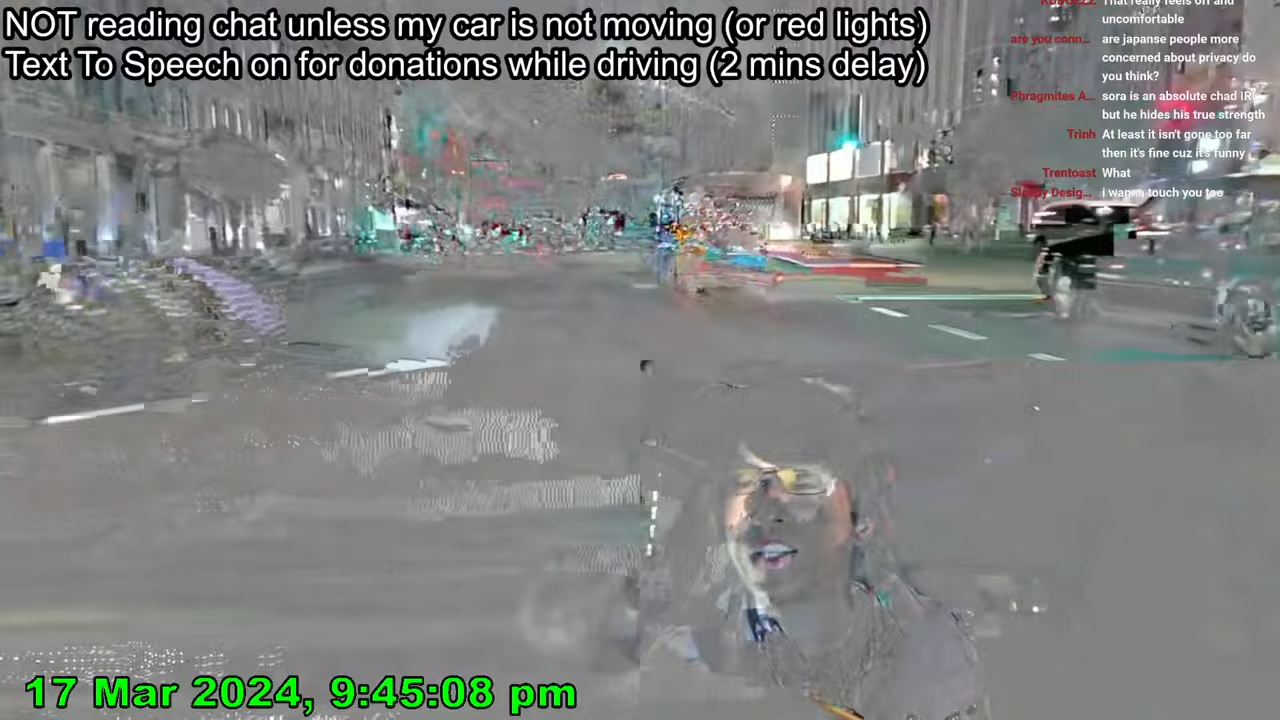 NOT reading chat unless my car is not moving (or red lights)
Text To Speech on for donations while driving (2 mins delay)
That really feels off and
uncomfortable
are you conn... are japanse people more
concerned about privacy do
you think?
Phragmites A... sora is an absolute chad IRL
but he hides his true strength
Trinh At least it isn't gone too far
then it's fine cuz it's funny
Trentoast What
Sleepy Desig... i wanna touch you too
17 Mar 2024, 9:45:08 pm